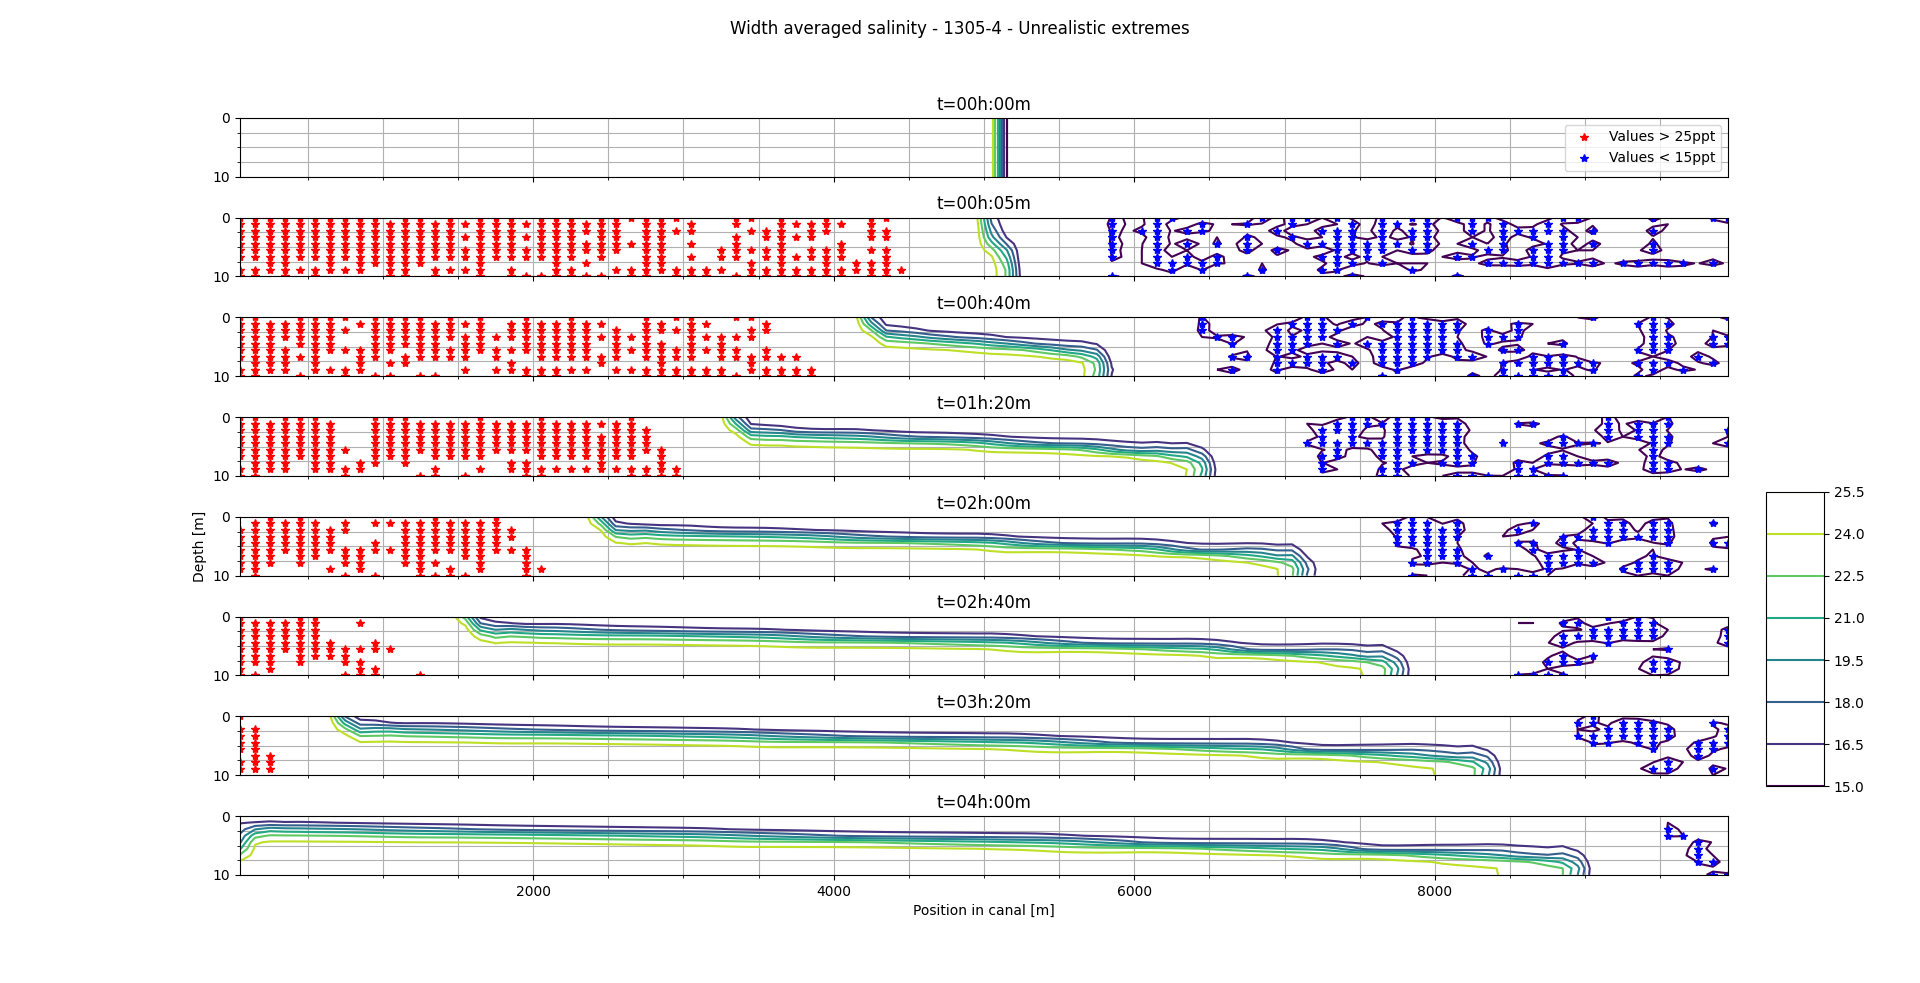 Width averaged salinity - 1305-4 - Unrealistic extremes
t=00h:00m
0
10
Values > 25ppt
Values < 15ppt
t=00h:05m
0
10
t=00h:40m
0
10
t=01h:20m
0
10
t=02h:00m
0
10
Depth [m]
t=02h:40m
0
10
t=03h:20m
0
10
t=04h:00m
0
10
2000 4000 6000 8000
Position in canal [m]
25.5
24.0
22.5
21.0
19.5
18.0
16.5
15.0